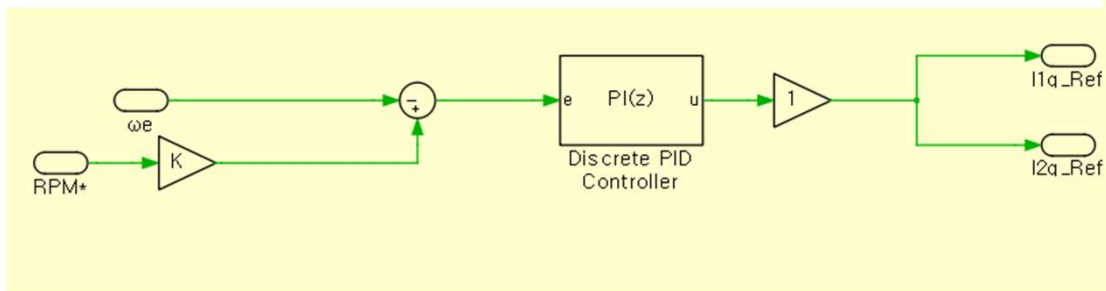 I1q_Ref
ωe
-
+
e
PI(z)
u
1
RPM*
K
Discrete PID
Controller
I2q_Ref